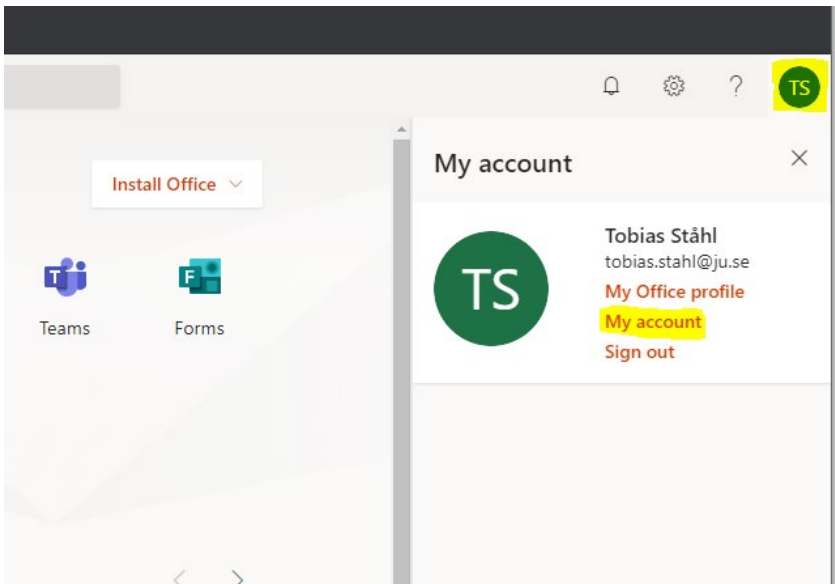 ?
TS
Install Office
My account
TS
Tobias Ståhl
tobias.stahl@ju.se
My Office profile
My account
Sign out
T
Teams
F
Forms